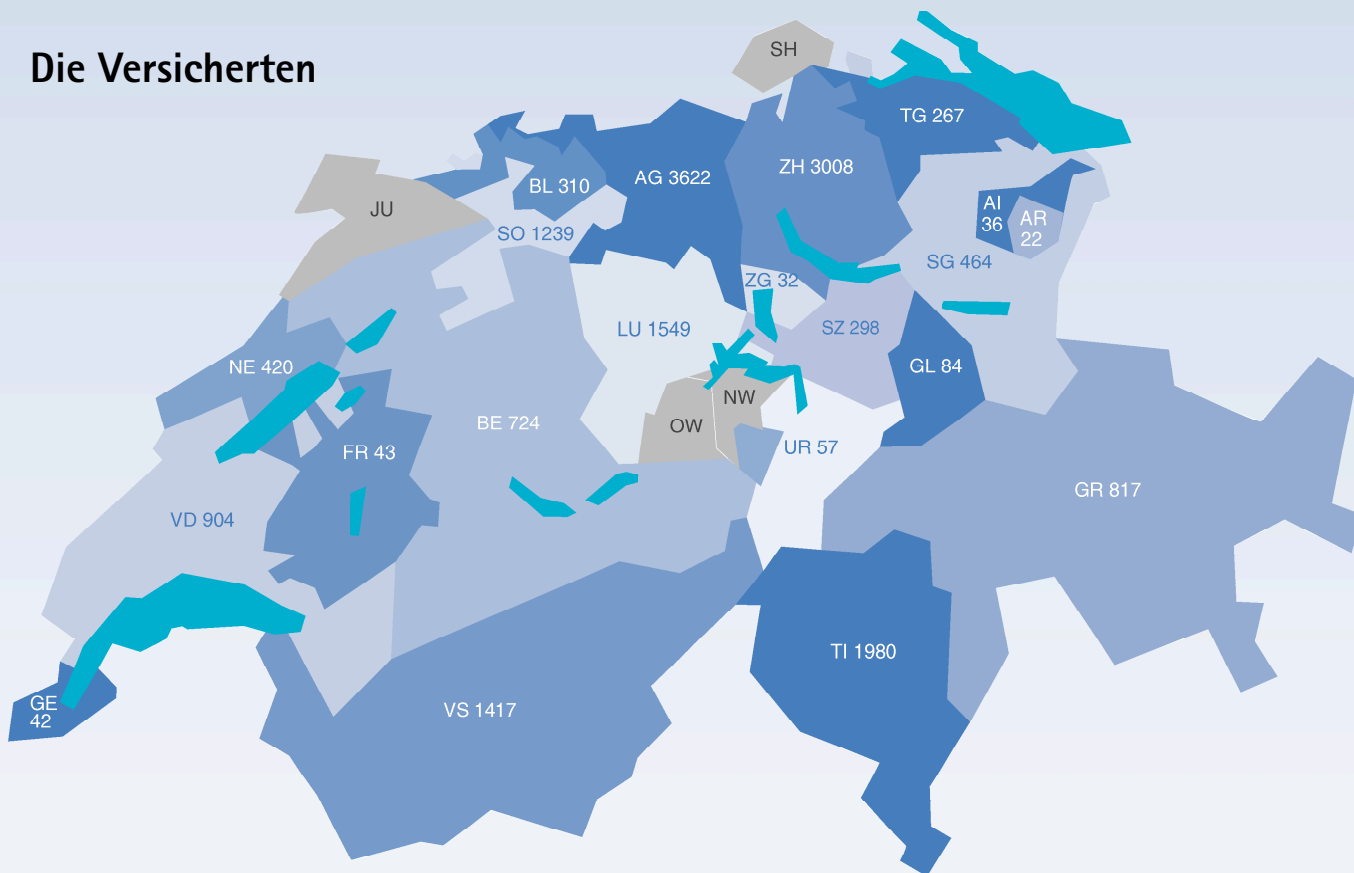 Die Versicherten
SH
TG 267
ZH 3008
AG 3622
BL 310
JU
SO 1239
AI
36
AR
22
SG 464
ZG 32
LU 1549
SZ 298
NE 420
GL 84
NW
BE 724
OW
UR 57
FR 43
GR 817
VD 904
TI 1980
GE
42
VS 1417